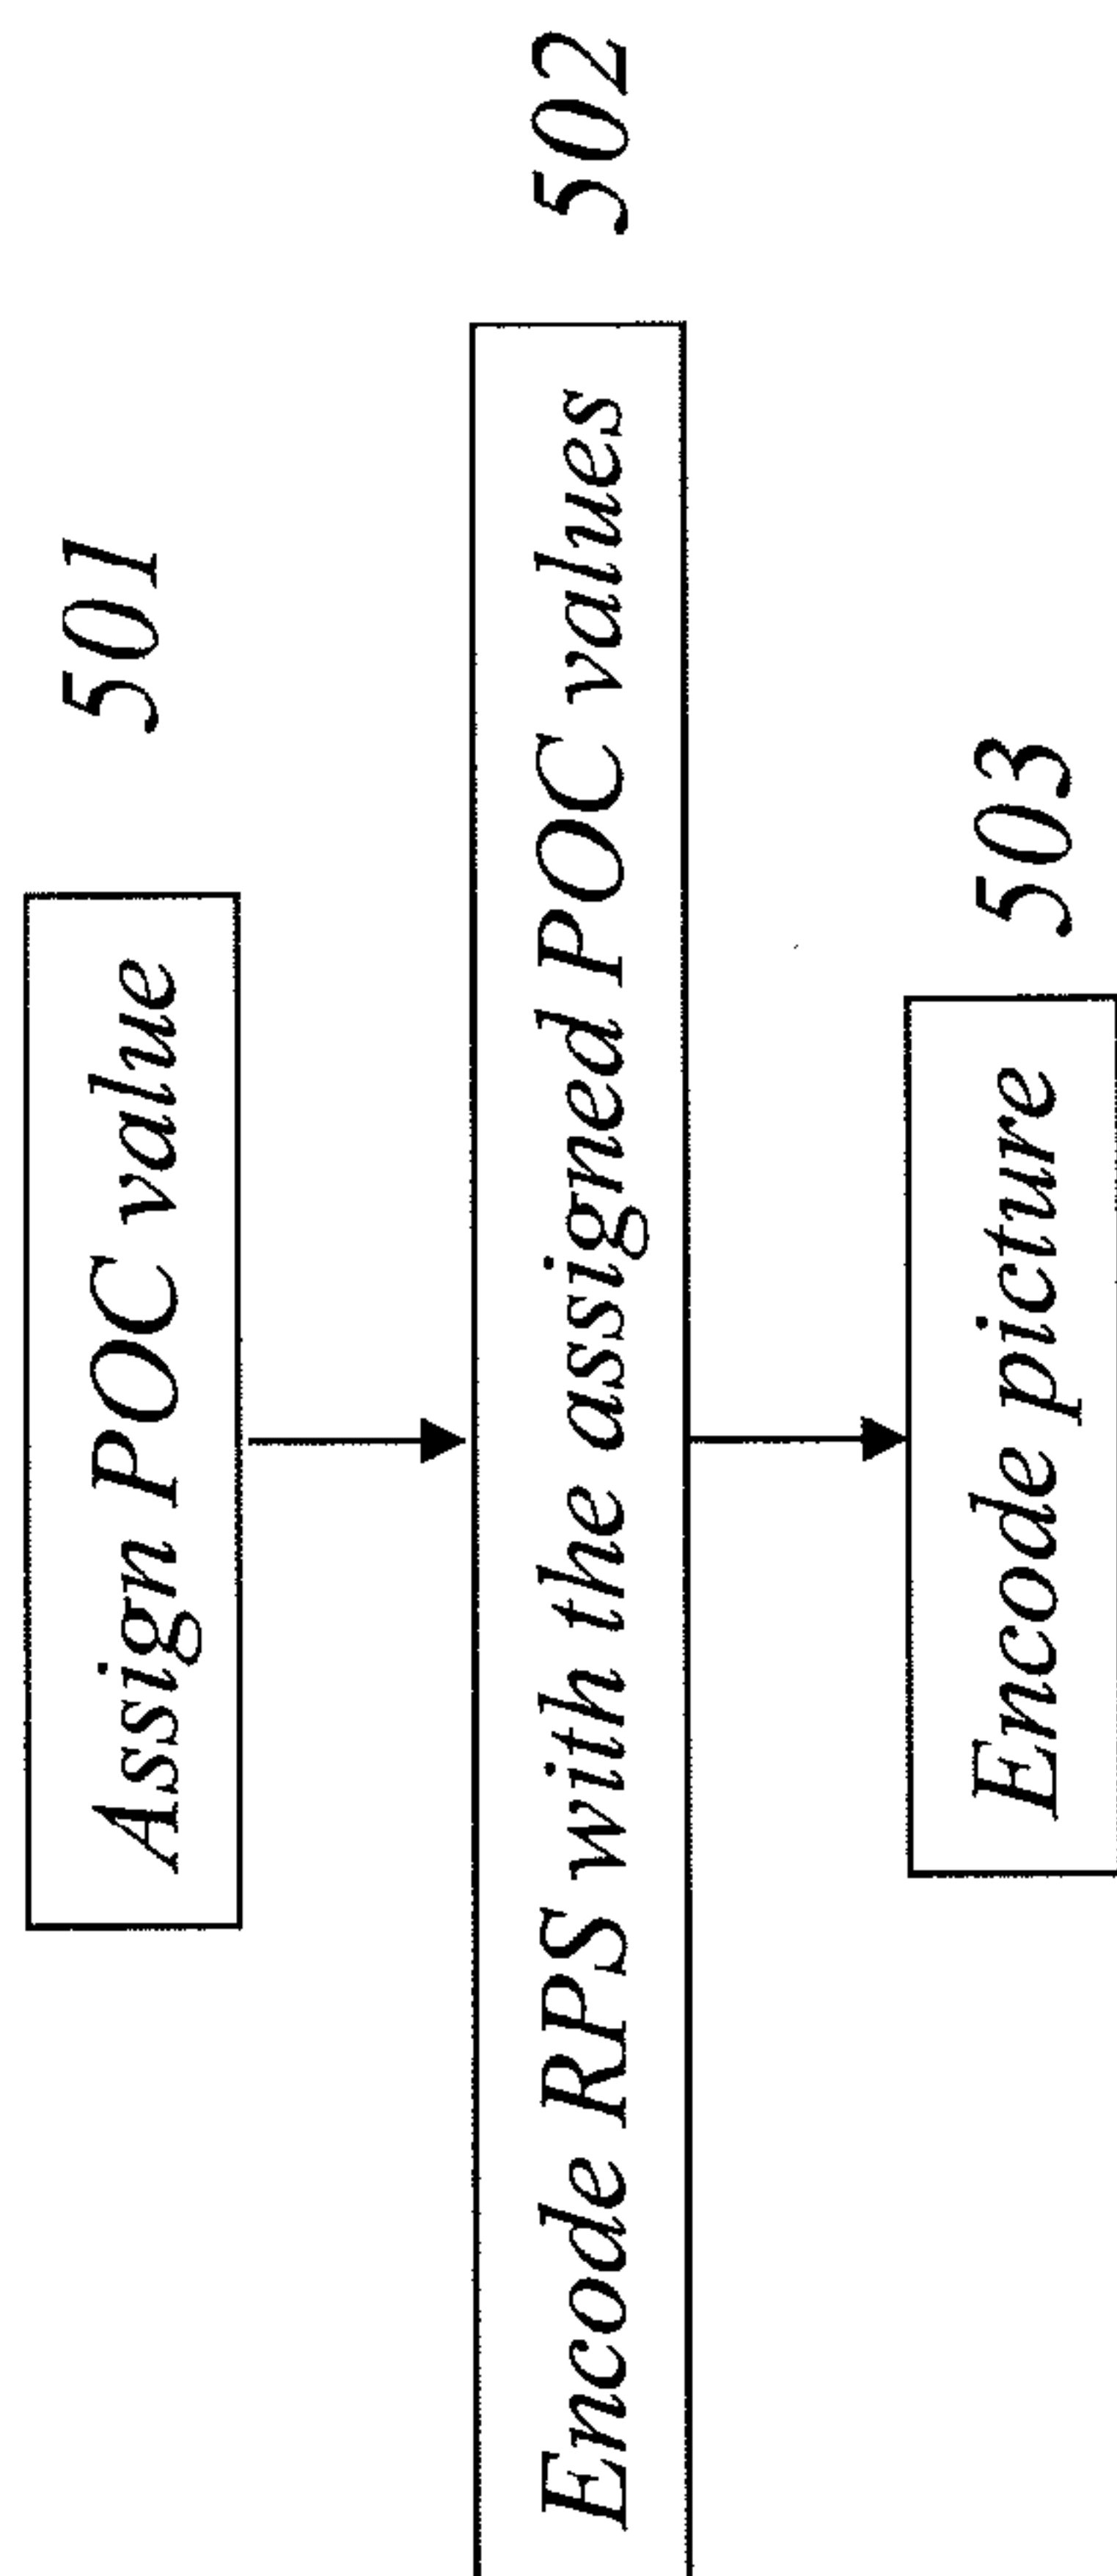 Assign POC value
501
Encode RPS with the assigned POC values
502
Encode picture
503